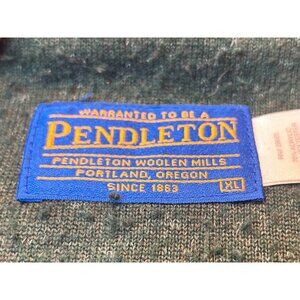 WARRANTED TO BE A
PENDLETON
PENDLETON WOOLEN MILLS
PORTLAND, OREGON
SINCE 1863
XL